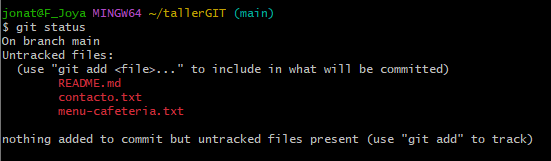 jonat@F_Joya MINGW64 ~/tallerGIT (main)
$ git status
On branch main
Untracked files:
  (use "git add <file>..." to include in what will be committed)
        README.md
        contacto.txt
        menu-cafeteria.txt

nothing added to commit but untracked files present (use "git add" to track)